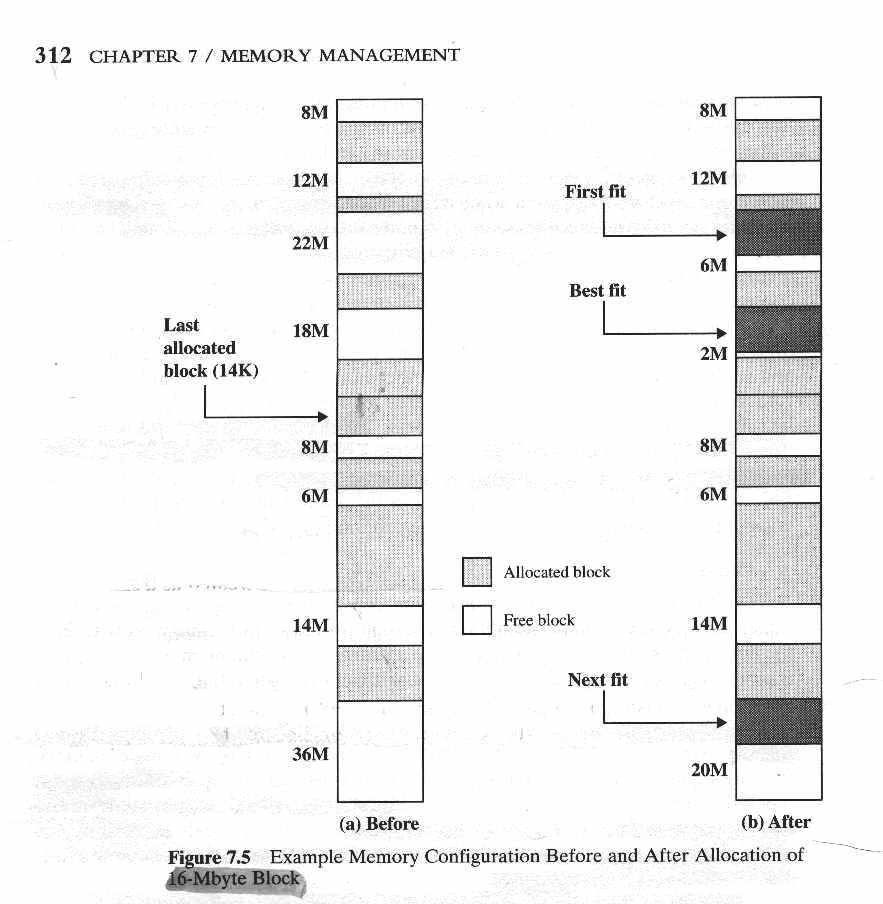 312 CHAPTER 7 / MEMORY MANAGEMENT
8M
12M
22M
18M
Last
allocated
block (14K)
8M
6M
14M
36M
(a) Before
Allocated block
Free block
8M
12M
First fit
6M
Best fit
2M
8M
6M
14M
Next fit
20M
(b) After
Figure 7.5 Example Memory Configuration Before and After Allocation of
16-Mbyte Block